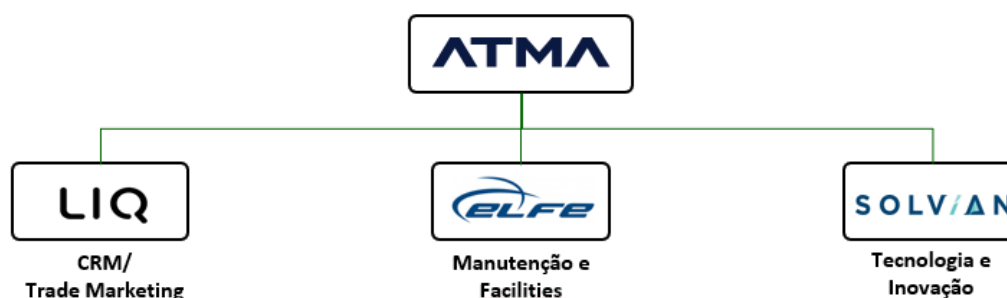 ATMA
LIQ
elfe
SOLVIAN
CRM/
Trade Marketing
Manutenção e
Facilities
Tecnologia e
Inovação